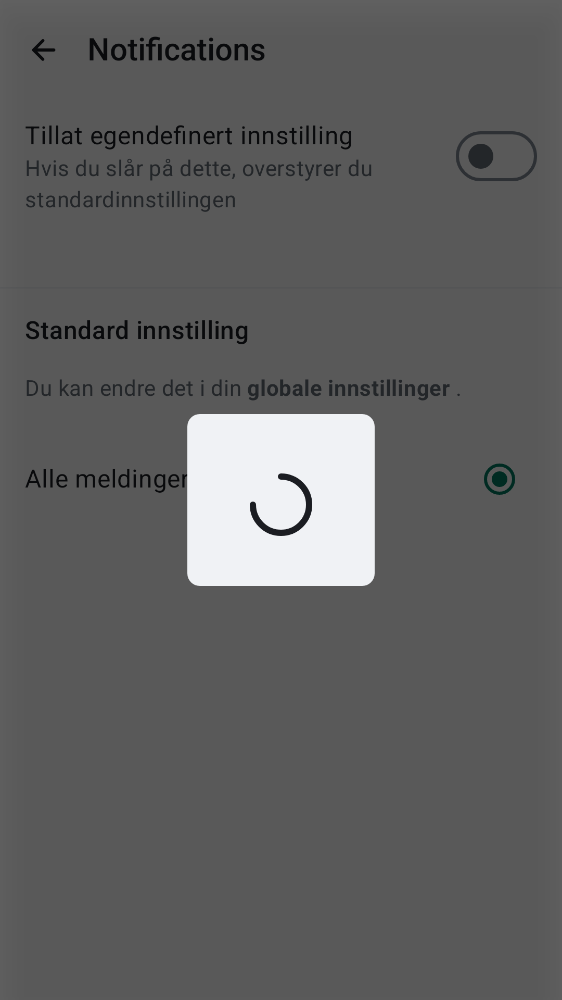 Notifications
Tillat egendefinert innstilling
Hvis du slår på dette, overstyrer du
standardinnstillingen
Standard innstilling
Du kan endre det i din globale innstillinger .
Alle meldinger